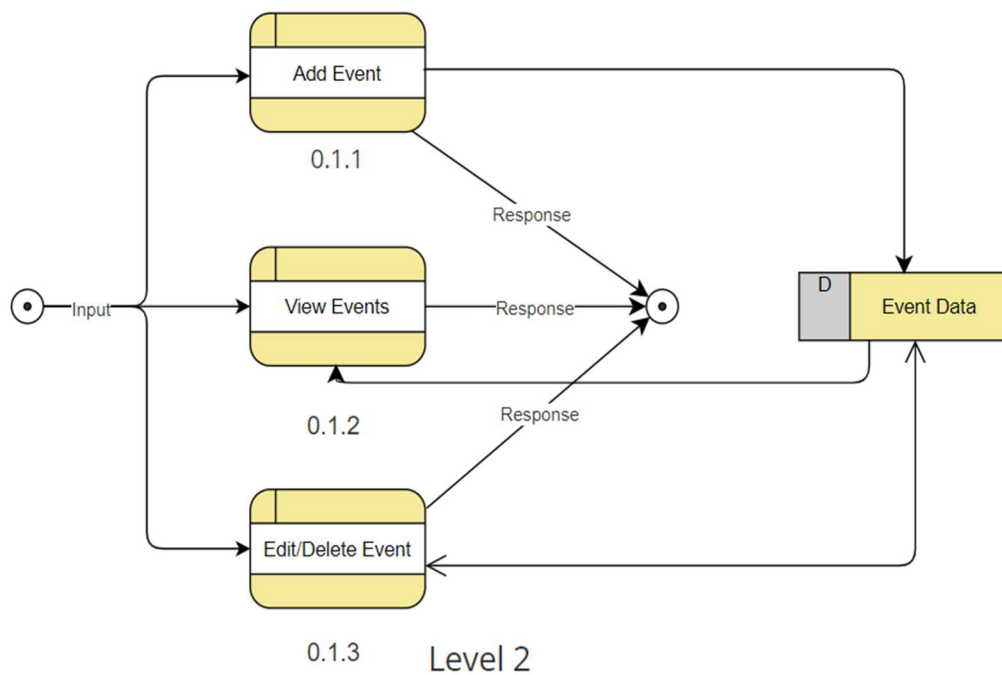 Add Event
0.1.1
Response
D
Event Data
Input
View Events
Response
0.1.2
Response
Edit/Delete Event
0.1.3
Level 2